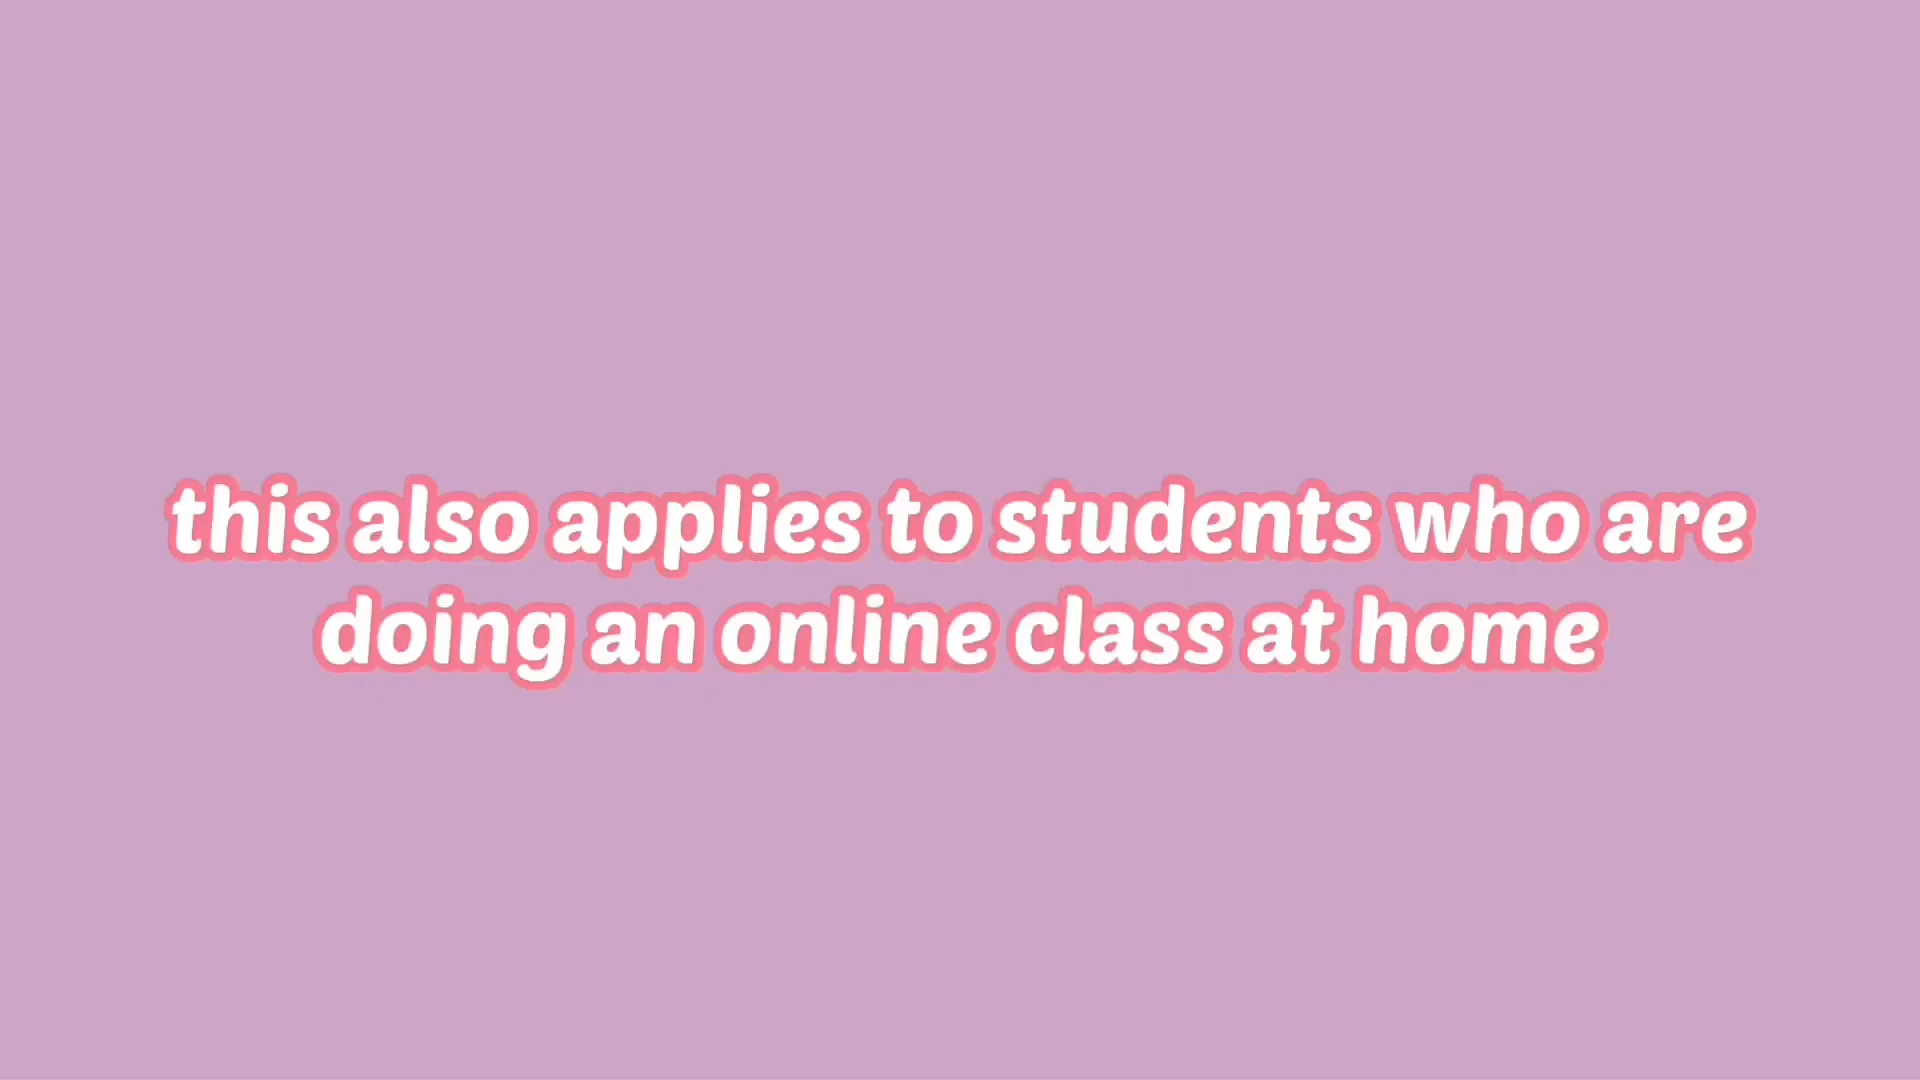 this also applies to students who are
doing an online class at home